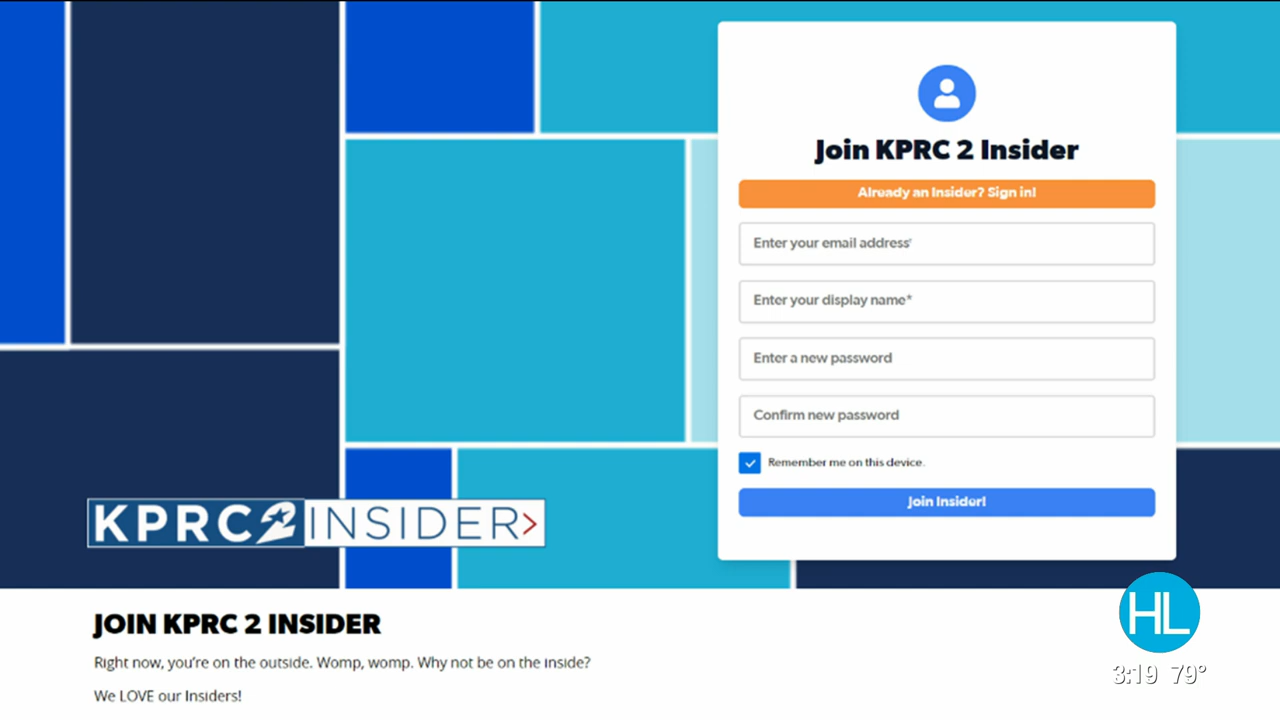 Join KPRC 2 Insider
Already an Insider? Sign in!
Enter your email address*
Enter your display name*
Enter a new password
Confirm new password
Remember me on this device.
Join Insider!
KPRC2 INSIDER>
JOIN KPRC 2 INSIDER
Right now, you're on the outside. Womp, womp. Why not be on the inside?
We LOVE our Insiders!
HL
3:19 79°